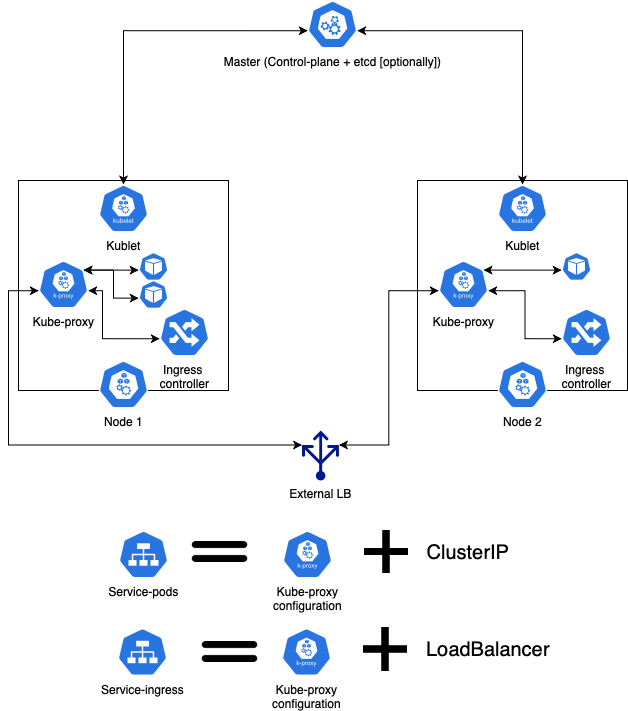 Master (Control-plane + etcd [optionally])
kubelet
Kublet
k-proxy
Kube-proxy
Ingress
controller
Node 1
kubelet
Kublet
k-proxy
Kube-proxy
Ingress
controller
Node 2
External LB
Service-pods
k-proxy
Kube-proxy
configuration
ClusterIP
Service-ingress
k-proxy
Kube-proxy
configuration
LoadBalancer